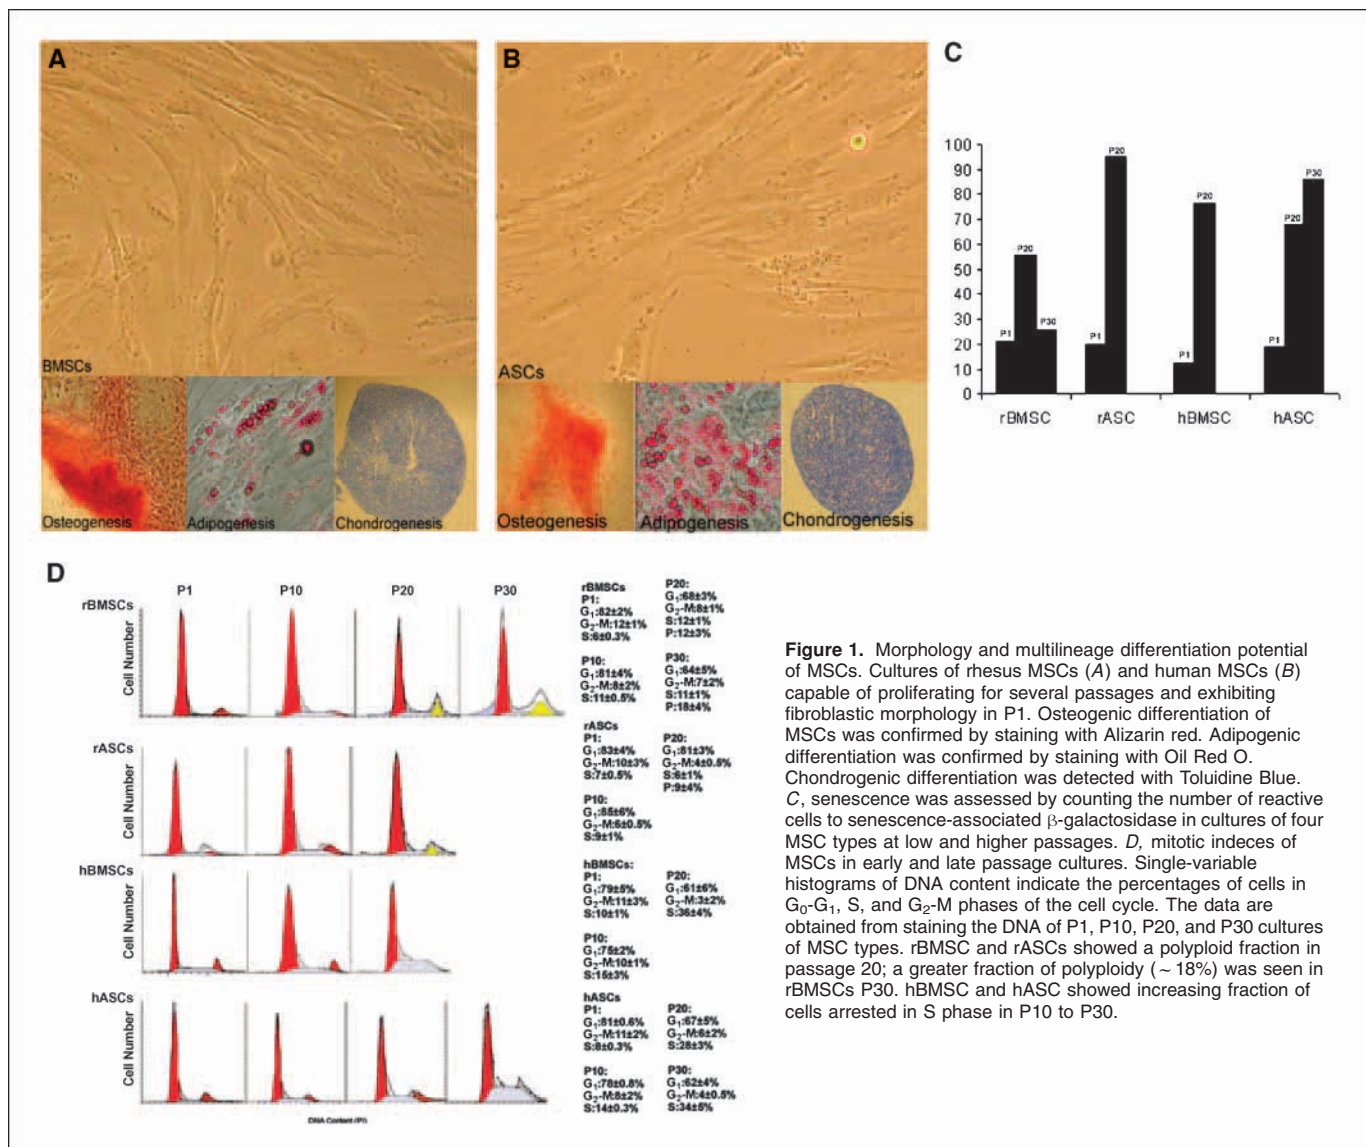 A
BMSCs
Osteogenesis
Adipogenesis
Chondrogenesis
B
ASCs
Osteogenesis
Adipogenesis
Chondrogenesis
C
100
90
80
70
60
50
40
30
20
10
0
P1
P20
P30
P1
P20
P1
P20
P1
P20
P30
rBMSC
rASC
hBMSC
hASC
D
P1
P10
P20
P30
rBMSCs
Cell Number
rASCs
Cell Number
hBMSCs
Cell Number
hASCs
Cell Number
DNA Content (PI)
rBMSCs
P1:
G₁:82±2%
G₂-M:12±1%
S:6±0.3%
P10:
G₁:81±4%
G₂-M:8±2%
S:11±0.5%
P20:
G₁:68±3%
G₂-M:8±1%
S:12±1%
P:12±3%
P30:
G₁:64±5%
G₂-M:7±2%
S:11±1%
P:18±4%
rASCs
P1:
G₁:83±4%
G₂-M:10±3%
S:7±0.5%
P10:
G₁:85±6%
G₂-M:6±0.5%
S:9±1%
P20:
G₁:81±3%
G₂-M:4±0.5%
S:6±1%
P:9±4%
hBMSCs:
P1:
G₁:79±5%
G₂-M:11±3%
S:10±1%
P10:
G₁:75±2%
G₂-M:10±1%
S:15±3%
P20:
G₁:61±6%
G₂-M:3±2%
S:36±4%
hASCs
P1:
G₁:81±0.6%
G₂-M:11±2%
S:8±0.3%
P10:
G₁:78±0.8%
G₂-M:8±2%
S:14±0.3%
P20:
G₁:67±5%
G₂-M:6±2%
S:28±3%
P30:
G₁:62±4%
G₂-M:4±0.5%
S:34±5%
Figure 1. Morphology and multilineage differentiation potential
of MSCs. Cultures of rhesus MSCs (A) and human MSCs (B)
capable of proliferating for several passages and exhibiting
fibroblastic morphology in P1. Osteogenic differentiation of
MSCs was confirmed by staining with Alizarin red. Adipogenic
differentiation was confirmed by staining with Oil Red O.
Chondrogenic differentiation was detected with Toluidine Blue.
C, senescence was assessed by counting the number of reactive
cells to senescence-associated β-galactosidase in cultures of four
MSC types at low and higher passages. D, mitotic indeces of
MSCs in early and late passage cultures. Single-variable
histograms of DNA content indicate the percentages of cells in
G₀-G₁, S, and G₂-M phases of the cell cycle. The data are
obtained from staining the DNA of P1, P10, P20, and P30 cultures
of MSC types. rBMSC and rASCs showed a polyploid fraction in
passage 20; a greater fraction of polyploidy (~18%) was seen in
rBMSCs P30. hBMSC and hASC showed increasing fraction of
cells arrested in S phase in P10 to P30.